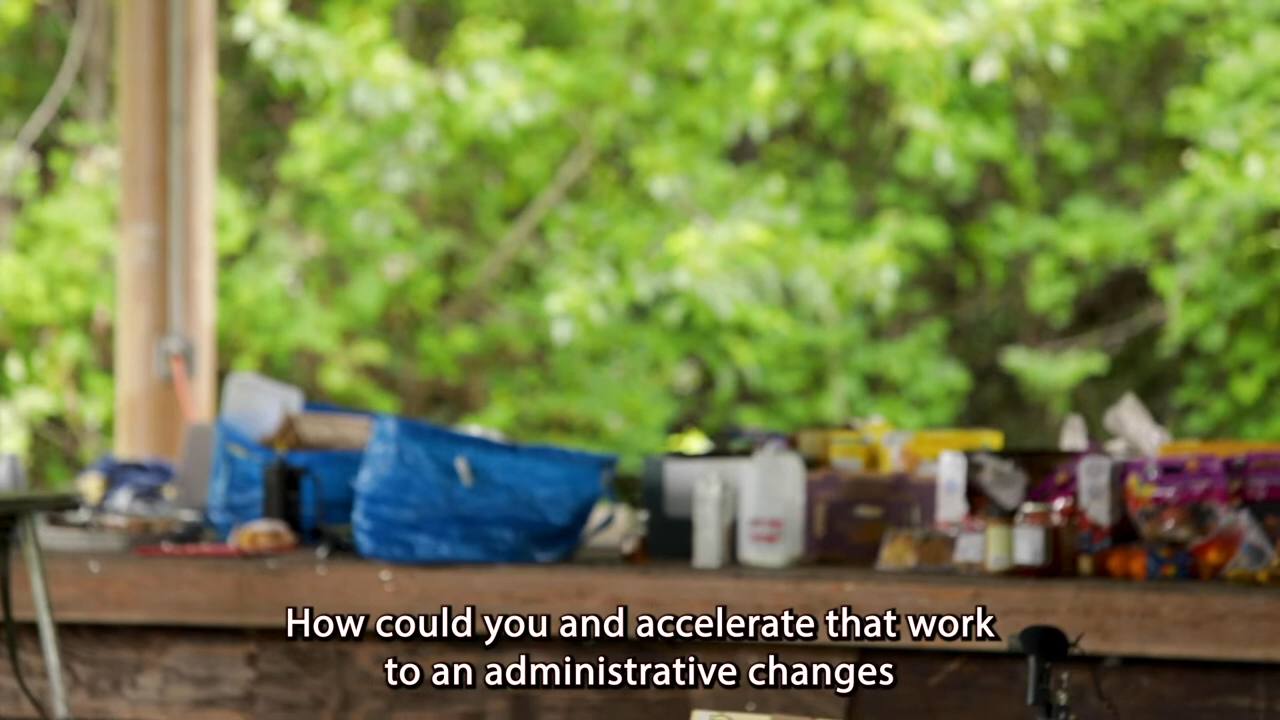 How could you and accelerate that work
to an administrative changes